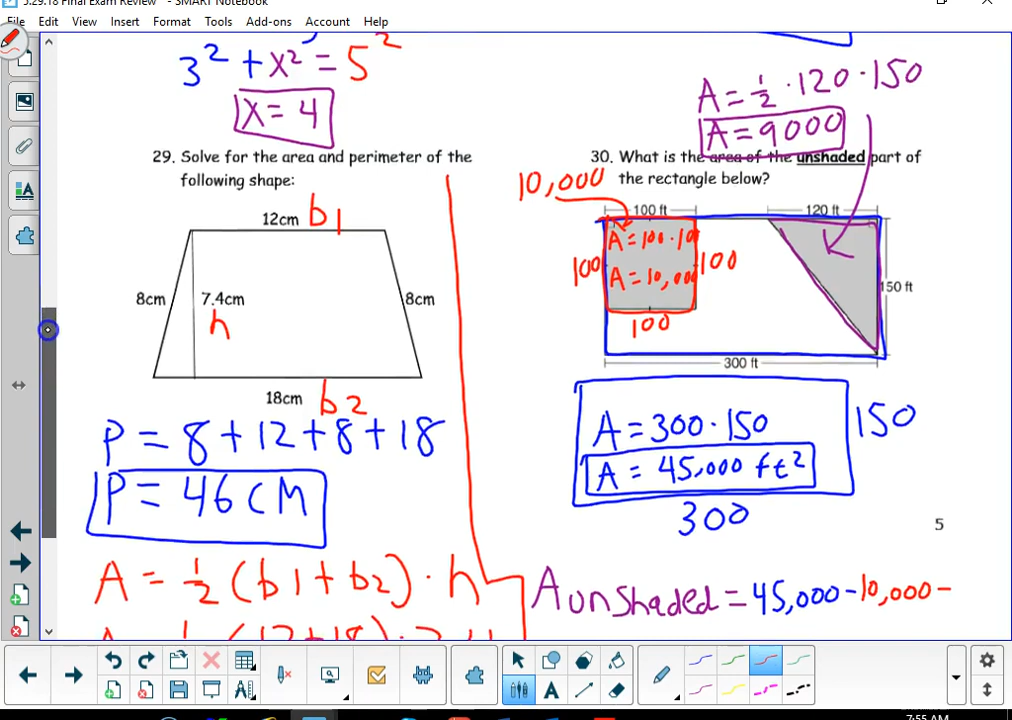 5.29.18 Final Exam Review - SMART Notebook
File Edit View Insert Format Tools Add-ons Account Help
3² + x² = 5²
x = 4
29. Solve for the area and perimeter of the
following shape:
12cm b1
8cm 7.4cm 8cm
h
18cm b2
P = 8+12+8+18
P = 46 cm
A = ½ (b1 + b2) · h
A = ½ · 120 · 150
A = 9000
30. What is the area of the unshaded part of
the rectangle below?
10,000
100 ft 120 ft
A = 100 · 10
100 100
A = 10,000
150 ft
100
300 ft
A = 300 · 150
150
A = 45,000 ft²
300
5
A unshaded = 45,000 - 10,000 -
7:55 AM